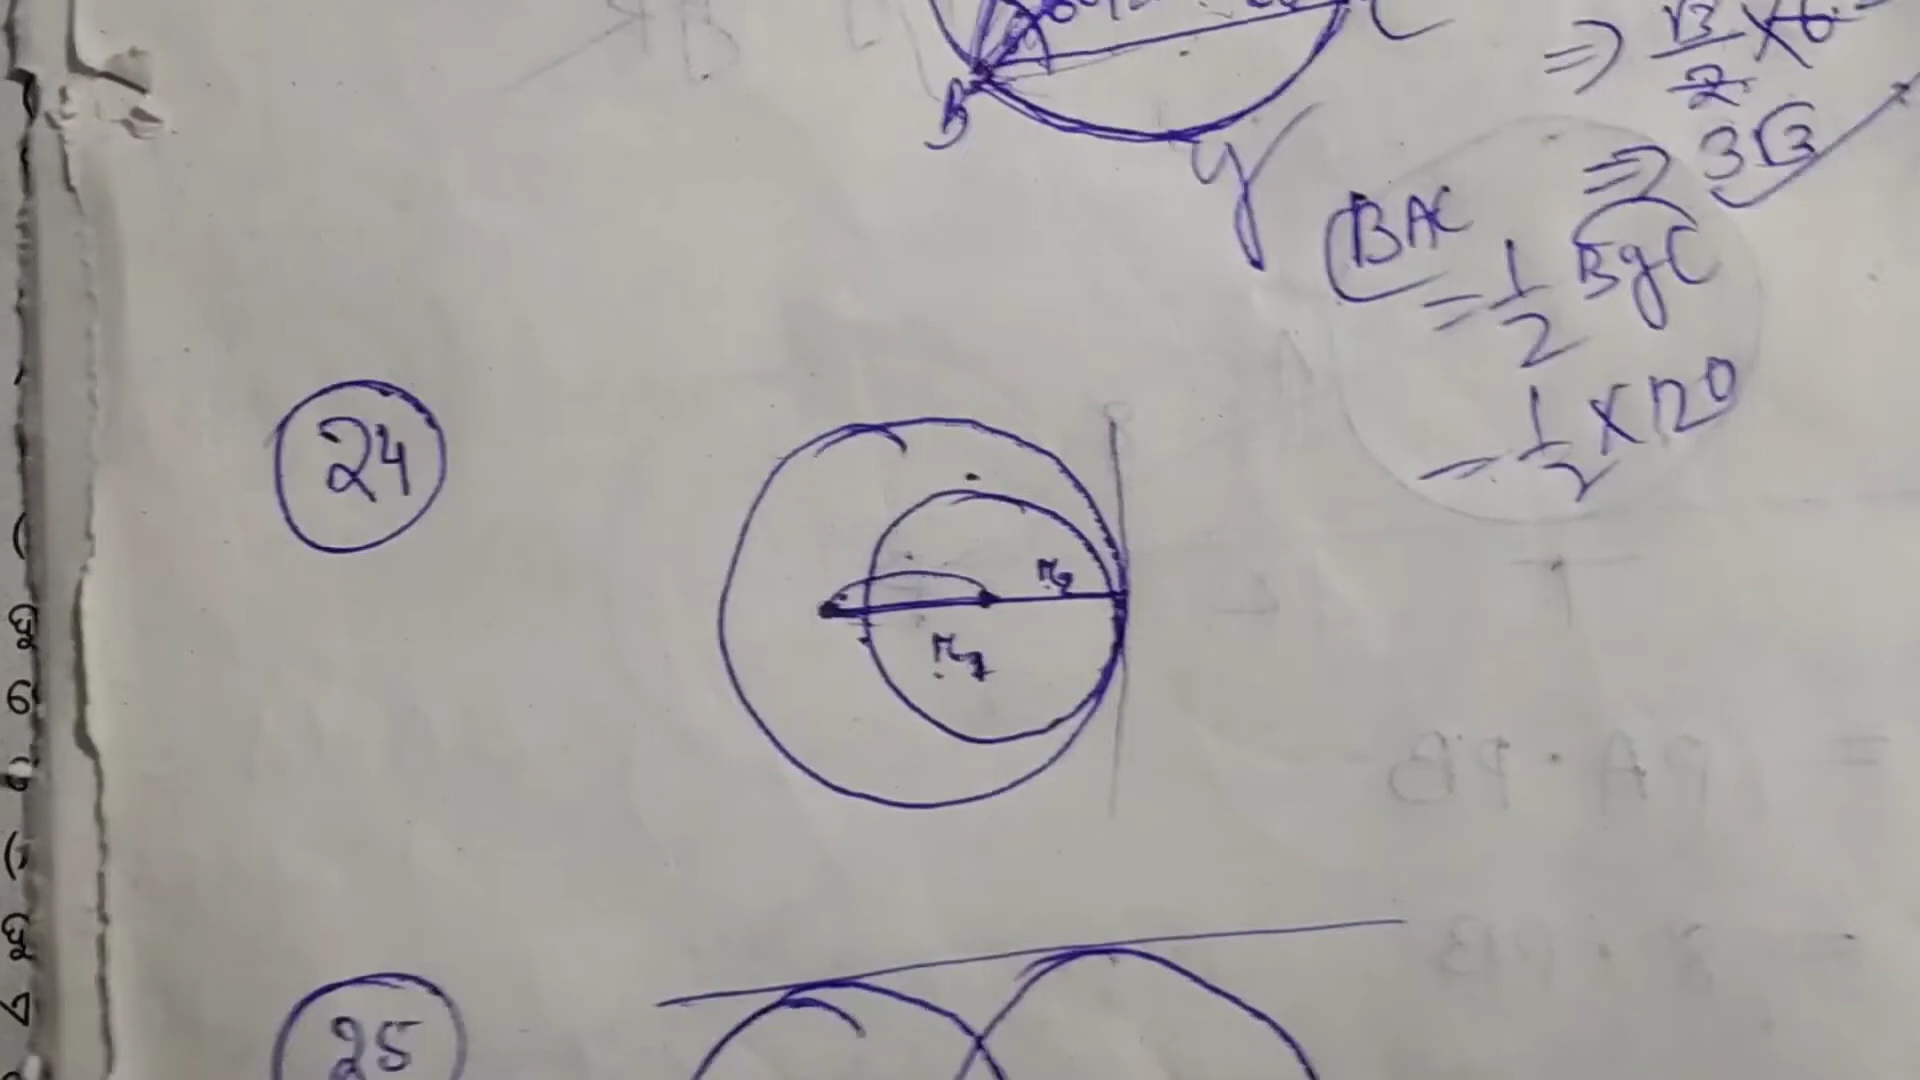 B
C
y
⇒ √3/2 × 6
⇒ 3√3
BAC
= 1/2 BYC
= 1/2 × 120
24
r₂
r₁
25